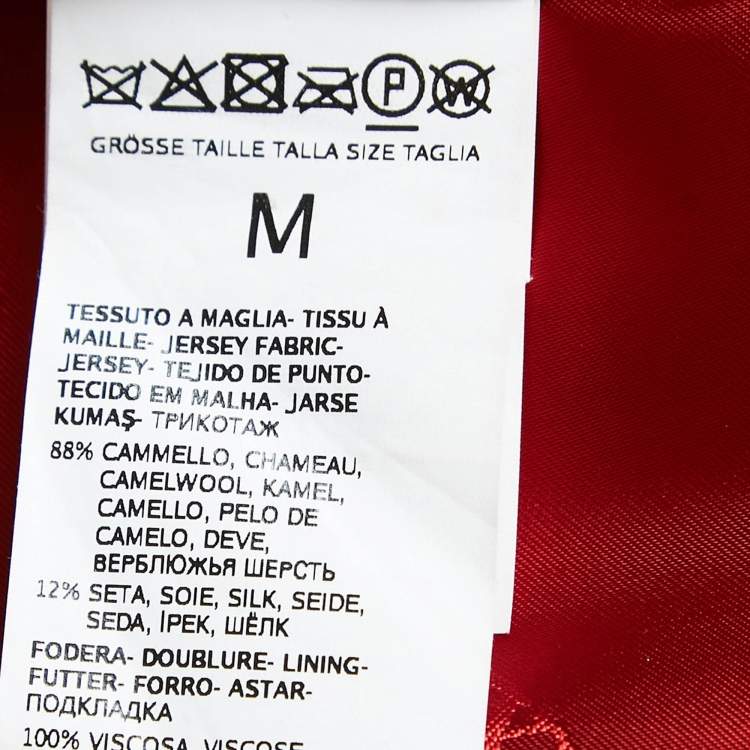 P W
GRÖSSE TAILLE TALLA SIZE TAGLIA
M
TESSUTO A MAGLIA- TISSU À
MAILLE- JERSEY FABRIC-
JERSEY- TEJIDO DE PUNTO-
TECIDO EM MALHA- JARSE
KUMAŞ- ТРИКОТАЖ
88% CAMMELLO, CHAMEAU,
CAMELWOOL, KAMEL,
CAMELLO, PELO DE
CAMELO, DEVE,
ВЕРБЛЮЖЬЯ ШЕРСТЬ
12% SETA, SOIE, SILK, SEIDE,
SEDA, İPEK, ШЁЛК
FODERA- DOUBLURE- LINING-
FUTTER- FORRO- ASTAR-
ПОДКЛАДКА
100% VISCOSA, VISCOSE